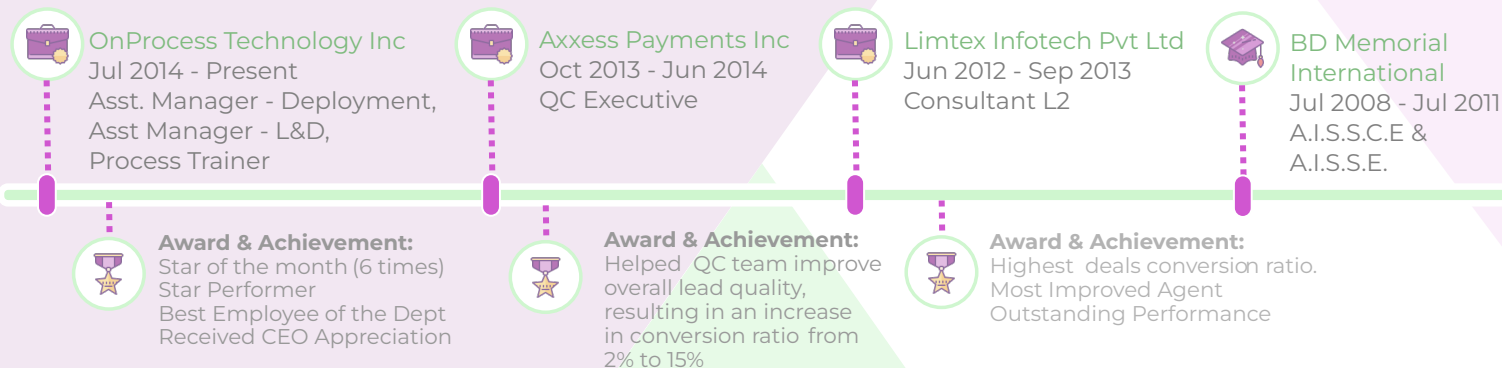 OnProcess Technology Inc
Jul 2014 - Present
Asst. Manager - Deployment,
Asst Manager - L&D,
Process Trainer
Axxess Payments Inc
Oct 2013 - Jun 2014
QC Executive
Limtex Infotech Pvt Ltd
Jun 2012 - Sep 2013
Consultant L2
BD Memorial
International
Jul 2008 - Jul 2011
A.I.S.S.C.E &
A.I.S.S.E.
Award & Achievement:
Star of the month (6 times)
Star Performer
Best Employee of the Dept
Received CEO Appreciation
Award & Achievement:
Helped QC team improve
overall lead quality,
resulting in an increase
in conversion ratio from
2% to 15%
Award & Achievement:
Highest deals conversion ratio.
Most Improved Agent
Outstanding Performance